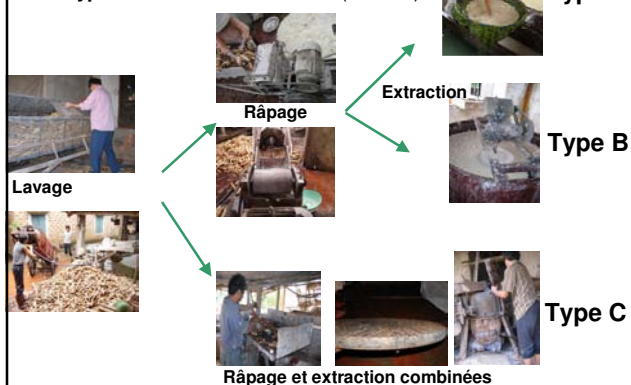 Extraction
Râpage
Type B
Lavage
Type C
Râpage et extraction combinées